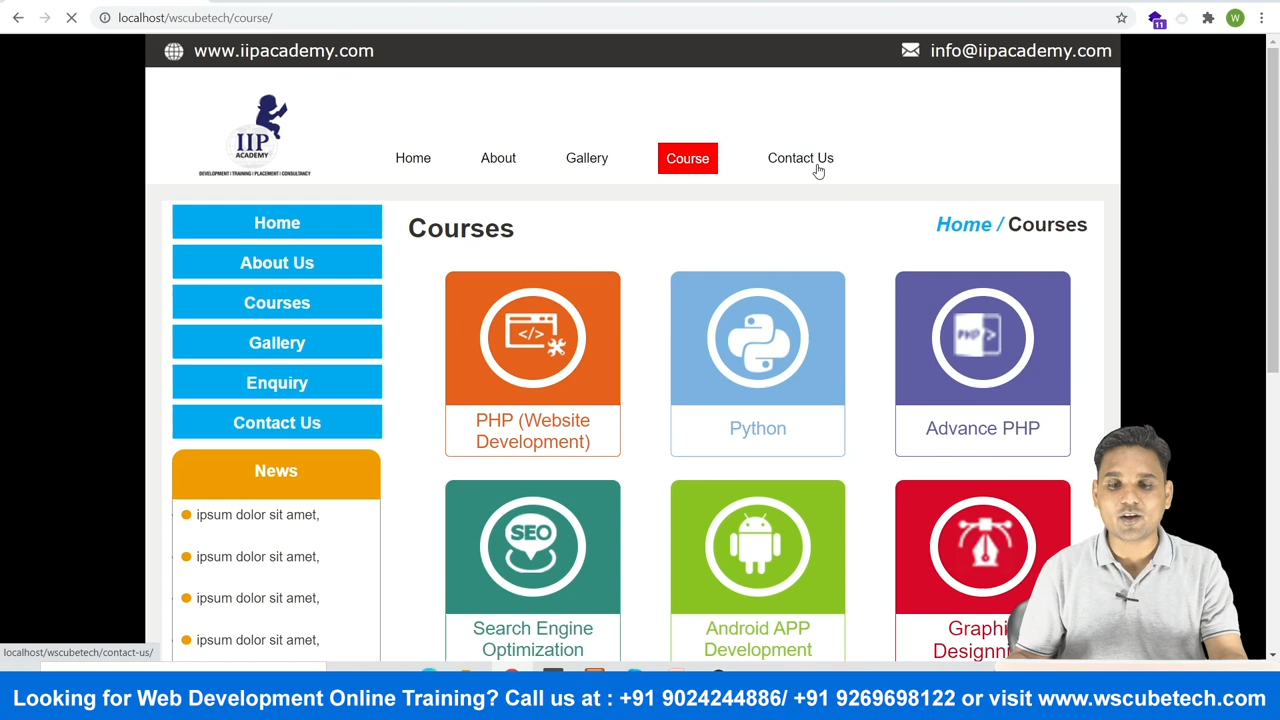 localhost/wscubetech/course/
11
W
www.iipacademy.com
info@iipacademy.com
IIP
ACADEMY
DEVELOPMENT | TRAINING | PLACEMENT | CONSULTANCY
Home
About
Gallery
Course
Contact Us
Home
About Us
Courses
Gallery
Enquiry
Contact Us
News
ipsum dolor sit amet,
ipsum dolor sit amet,
ipsum dolor sit amet,
ipsum dolor sit amet,
Courses
Home / Courses
PHP (Website
Development)
Python
PHP
Advance PHP
SEO
Search Engine
Optimization
Android APP
Development
Graphi
Designn
localhost/wscubetech/contact-us/
Looking for Web Development Online Training? Call us at : +91 9024244886/ +91 9269698122 or visit www.wscubetech.com